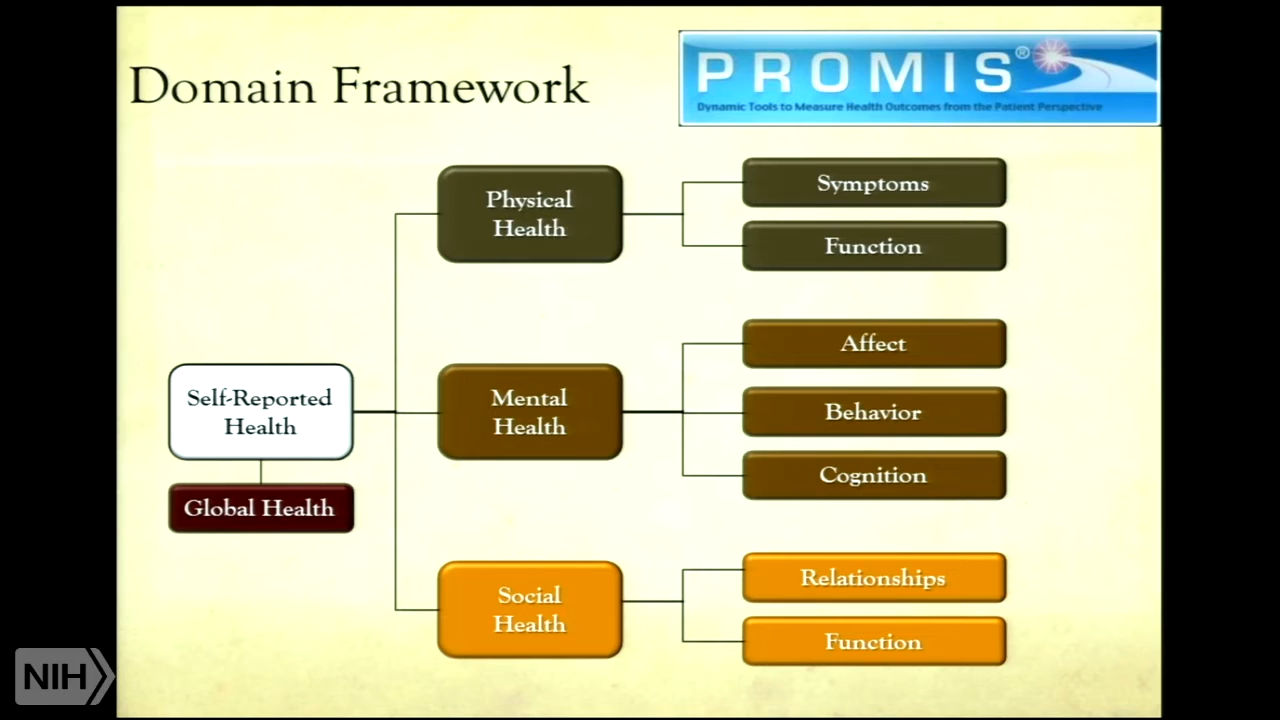 Domain Framework
PROMIS®
Dynamic Tools to Measure Health Outcomes from the Patient Perspective
Physical
Health
Symptoms
Function
Self-Reported
Health
Global Health
Mental
Health
Affect
Behavior
Cognition
Social
Health
Relationships
Function
NIH